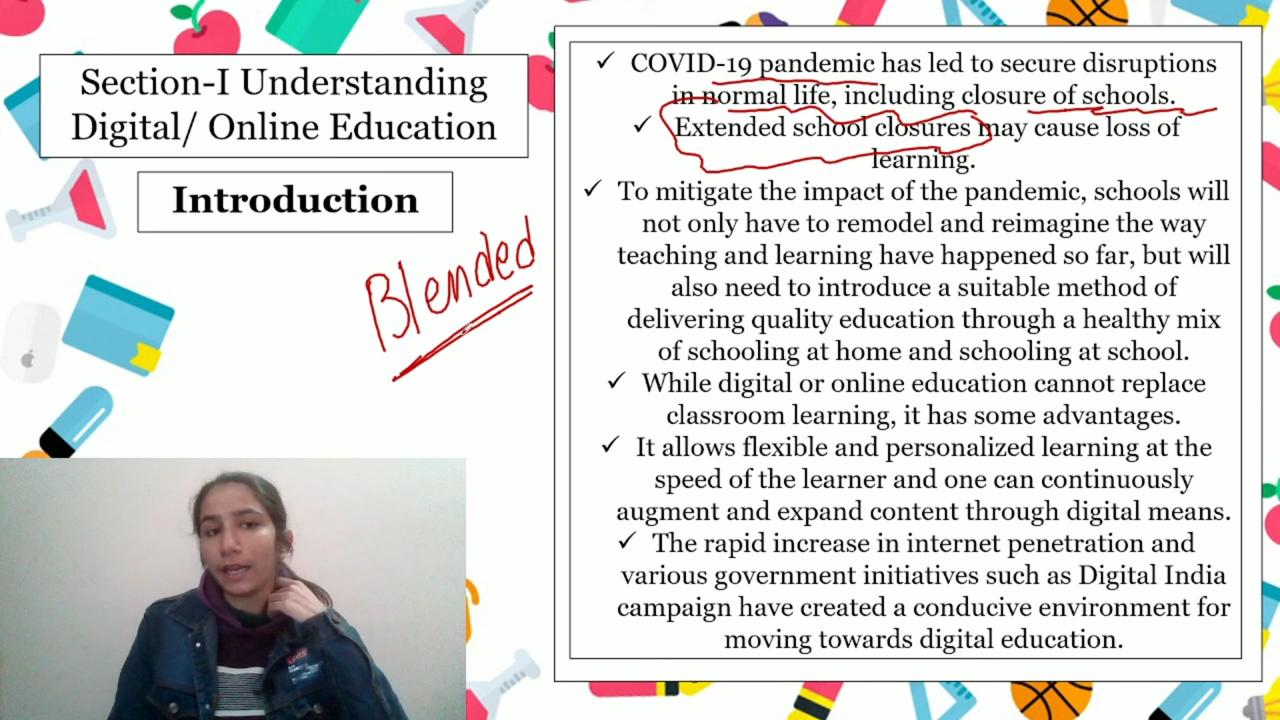 Section-I Understanding
Digital/ Online Education
Introduction
Blended
✓ COVID-19 pandemic has led to secure disruptions
in normal life, including closure of schools.
✓ Extended school closures may cause loss of
learning.
✓ To mitigate the impact of the pandemic, schools will
not only have to remodel and reimagine the way
teaching and learning have happened so far, but will
also need to introduce a suitable method of
delivering quality education through a healthy mix
of schooling at home and schooling at school.
✓ While digital or online education cannot replace
classroom learning, it has some advantages.
✓ It allows flexible and personalized learning at the
speed of the learner and one can continuously
augment and expand content through digital means.
✓ The rapid increase in internet penetration and
various government initiatives such as Digital India
campaign have created a conducive environment for
moving towards digital education.